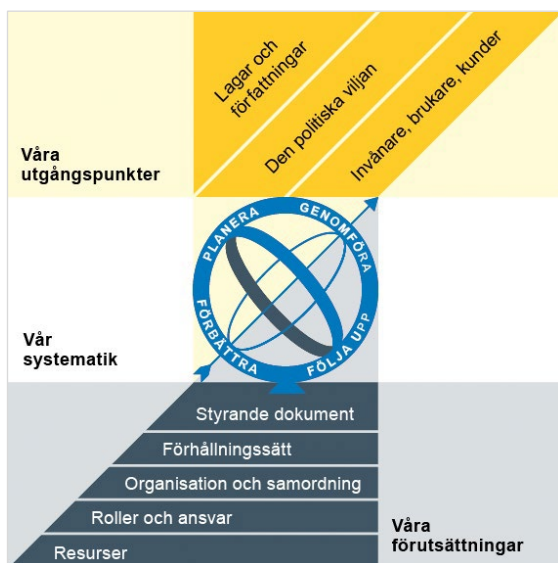 Lagar och
författningar
Den politiska viljan
Invånare, brukare, kunder
Våra
utgångspunkter
PLANERA
GENOMFÖRA
FÖLJA UPP
FÖRBÄTTRA
Vår
systematik
Styrande dokument
Förhållningssätt
Organisation och samordning
Roller och ansvar
Resurser
Våra
förutsättningar